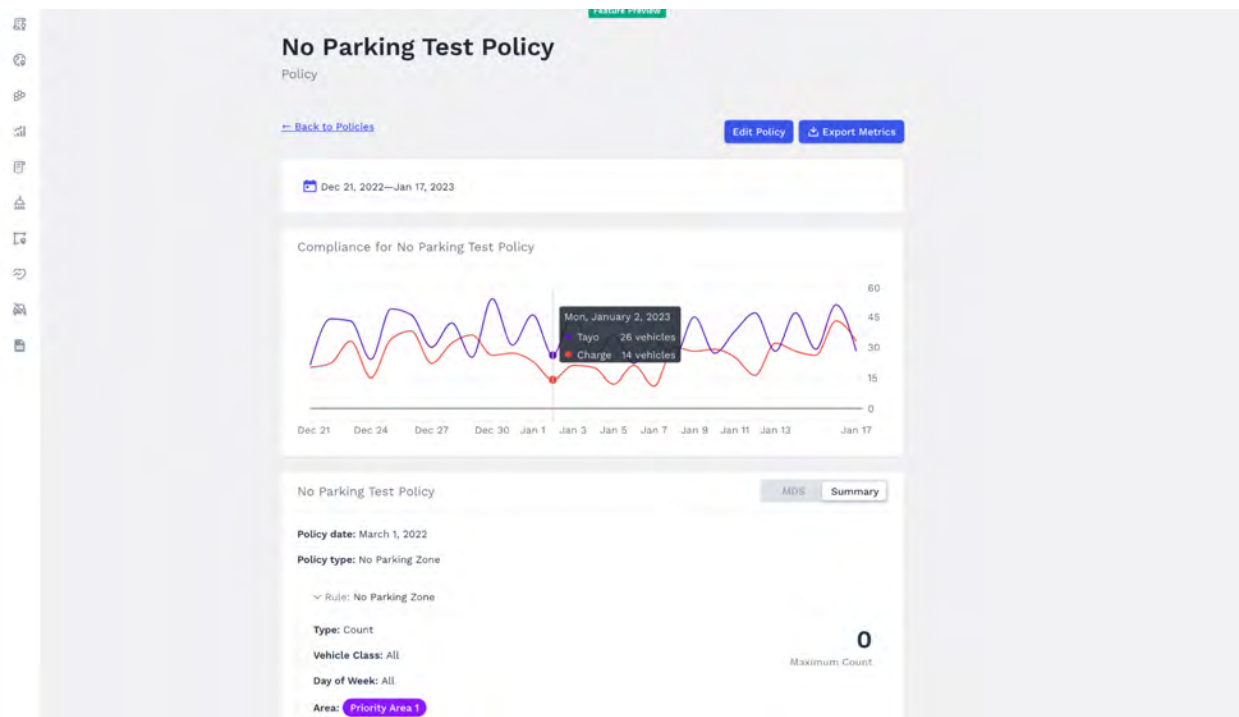 Feature Preview
No Parking Test Policy
Policy
← Back to Policies
Edit Policy
Export Metrics
Dec 21, 2022—Jan 17, 2023
Compliance for No Parking Test Policy
60
Mon, January 2, 2023
45
Tayo 26 vehicles
30
Charge 14 vehicles
15
0
Dec 21 Dec 24 Dec 27 Dec 30 Jan 1 Jan 3 Jan 5 Jan 7 Jan 9 Jan 11 Jan 13 Jan 17
No Parking Test Policy
MDS Summary
Policy date: March 1, 2022
Policy type: No Parking Zone
Rule: No Parking Zone
Type: Count
0
Vehicle Class: All
Maximum Count
Day of Week: All
Area: Priority Area 1